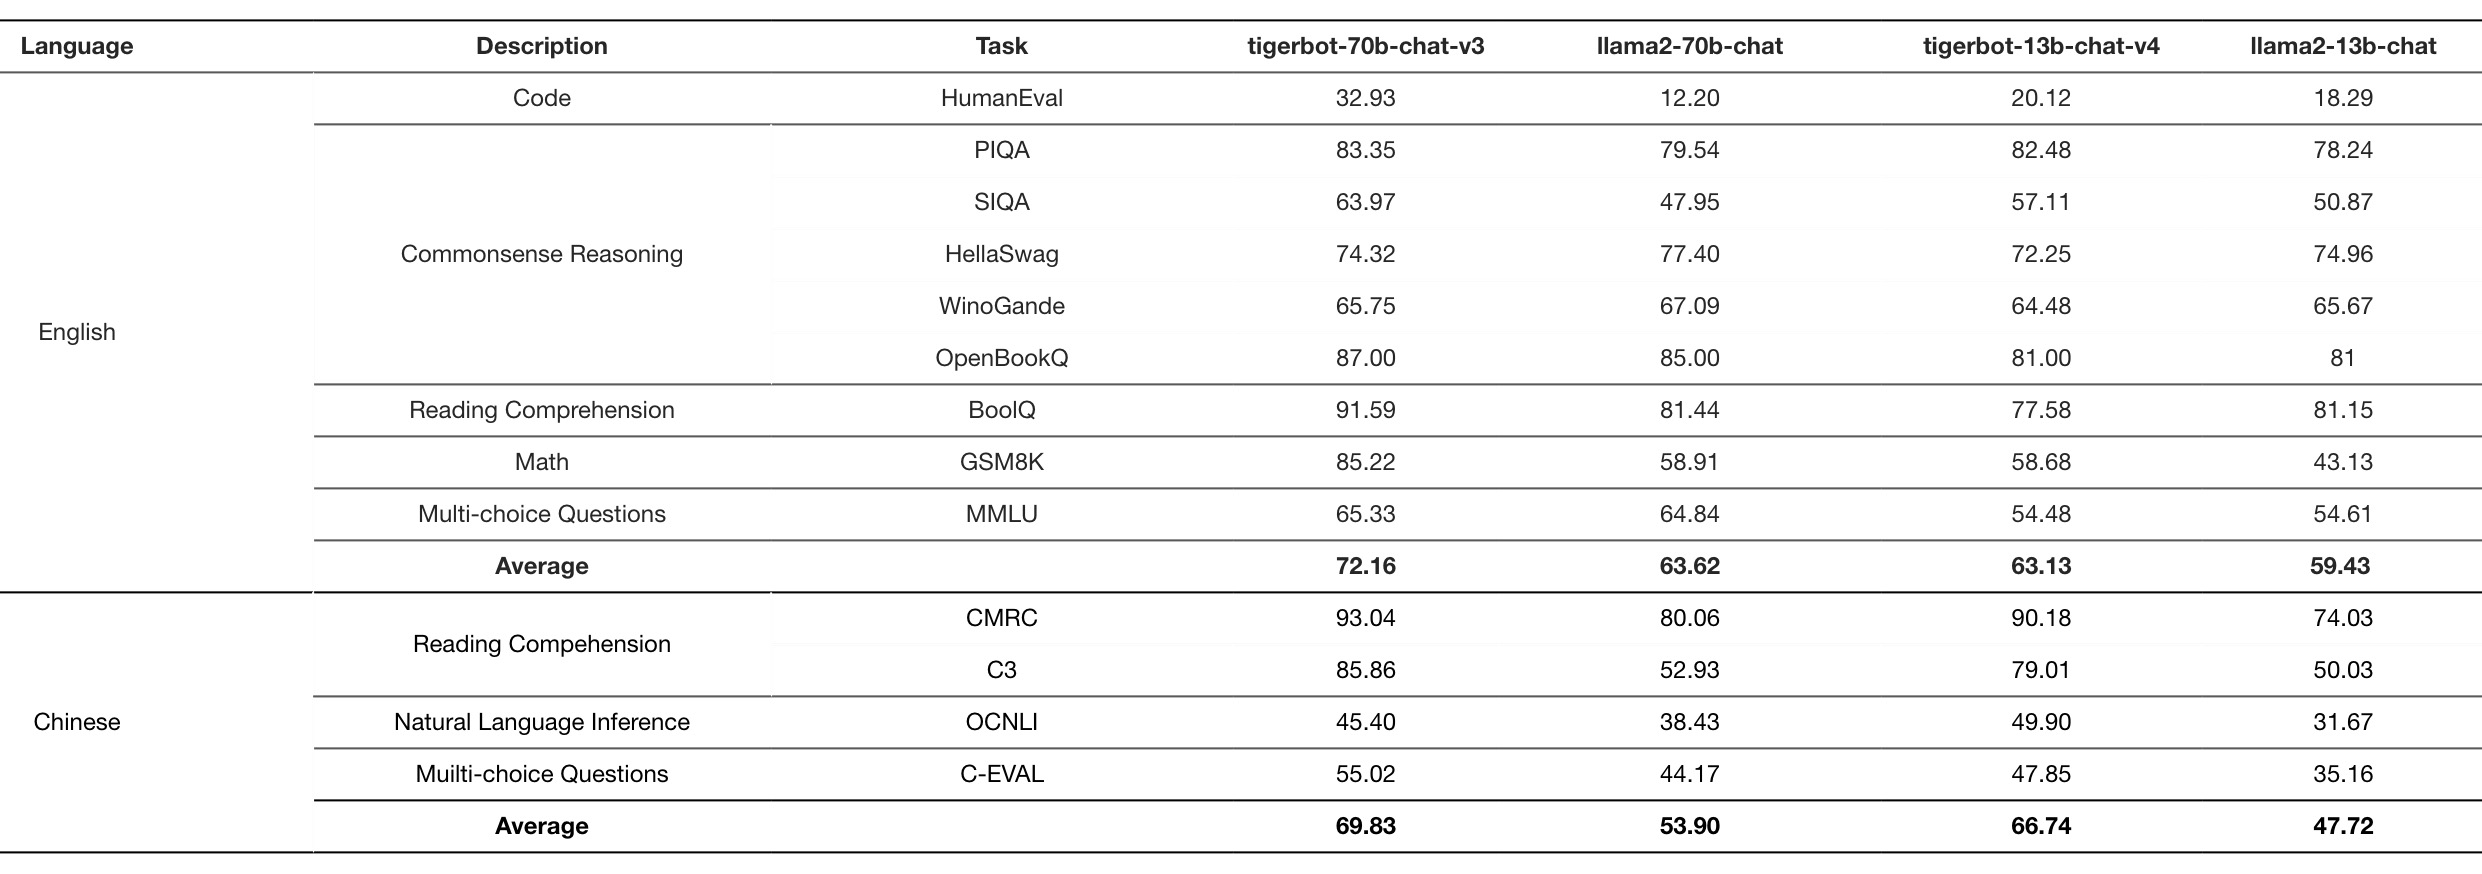 Language Description Task tigerbot-70b-chat-v3 llama2-70b-chat tigerbot-13b-chat-v4 llama2-13b-chat
Code HumanEval 32.93 12.20 20.12 18.29
PIQA 83.35 79.54 82.48 78.24
SIQA 63.97 47.95 57.11 50.87
Commonsense Reasoning HellaSwag 74.32 77.40 72.25 74.96
WinoGande 65.75 67.09 64.48 65.67
English
OpenBookQ 87.00 85.00 81.00 81
Reading Comprehension BoolQ 91.59 81.44 77.58 81.15
Math GSM8K 85.22 58.91 58.68 43.13
Multi-choice Questions MMLU 65.33 64.84 54.48 54.61
Average 72.16 63.62 63.13 59.43
CMRC 93.04 80.06 90.18 74.03
Reading Compehension
C3 85.86 52.93 79.01 50.03
Chinese Natural Language Inference OCNLI 45.40 38.43 49.90 31.67
Muilti-choice Questions C-EVAL 55.02 44.17 47.85 35.16
Average 69.83 53.90 66.74 47.72